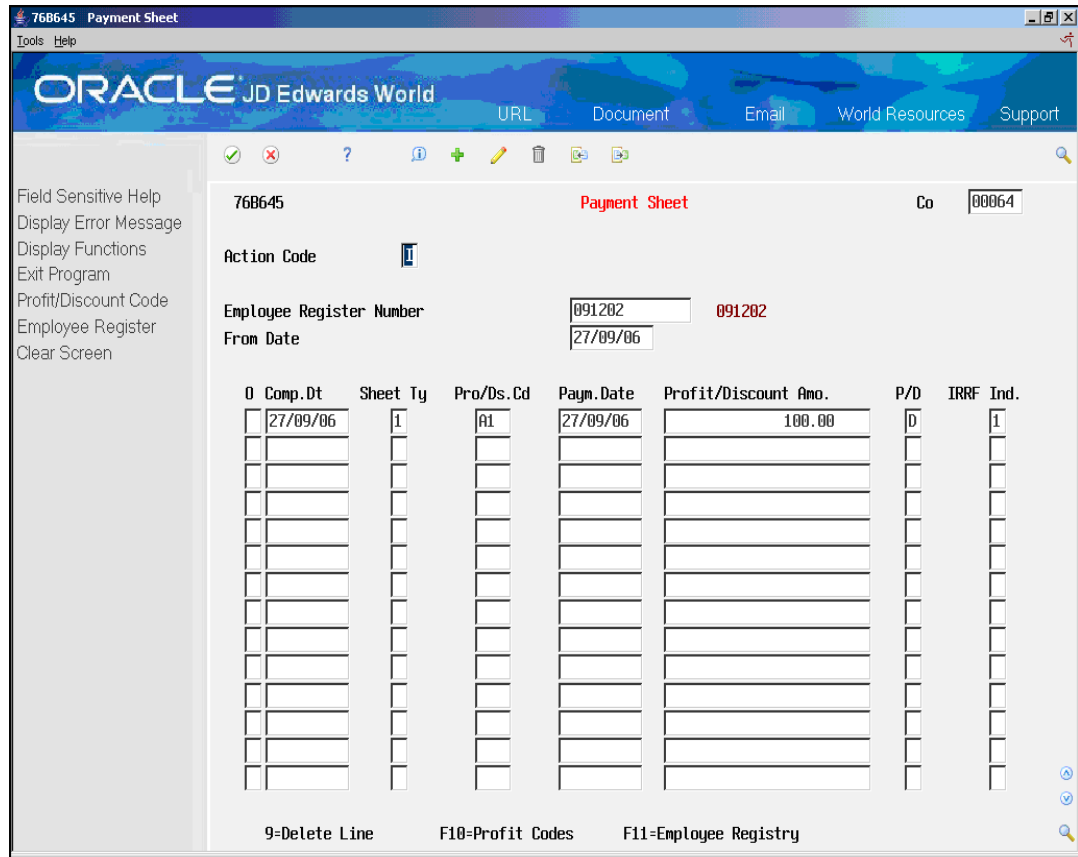 76B645 Payment Sheet
Tools Help
ORACLE JD Edwards World
URL Document Email World Resources Support
Field Sensitive Help
Display Error Message
Display Functions
Exit Program
Profit/Discount Code
Employee Register
Clear Screen
76B645 Payment Sheet Co 00064
Action Code I
Employee Register Number 091202 091202
From Date 27/09/06
O Comp.Dt Sheet Ty Pro/Ds.Cd Paym.Date Profit/Discount Amo. P/D IRRF Ind.
27/09/06 1 A1 27/09/06 100.00 D 1
9=Delete Line F10=Profit Codes F11=Employee Registry